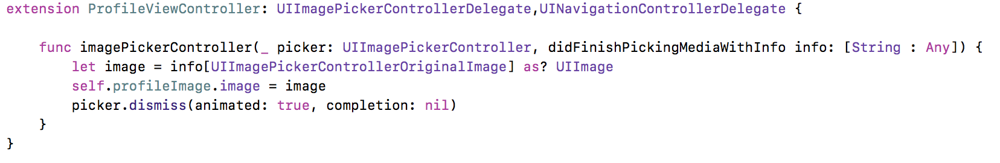 extension ProfileViewController: UIImagePickerControllerDelegate,UINavigationControllerDelegate {
func imagePickerController(_ picker: UIImagePickerController, didFinishPickingMediaWithInfo info: [String : Any]) {
let image = info[UIImagePickerControllerOriginalImage] as? UIImage
self.profileImage.image = image
picker.dismiss(animated: true, completion: nil)
}
}